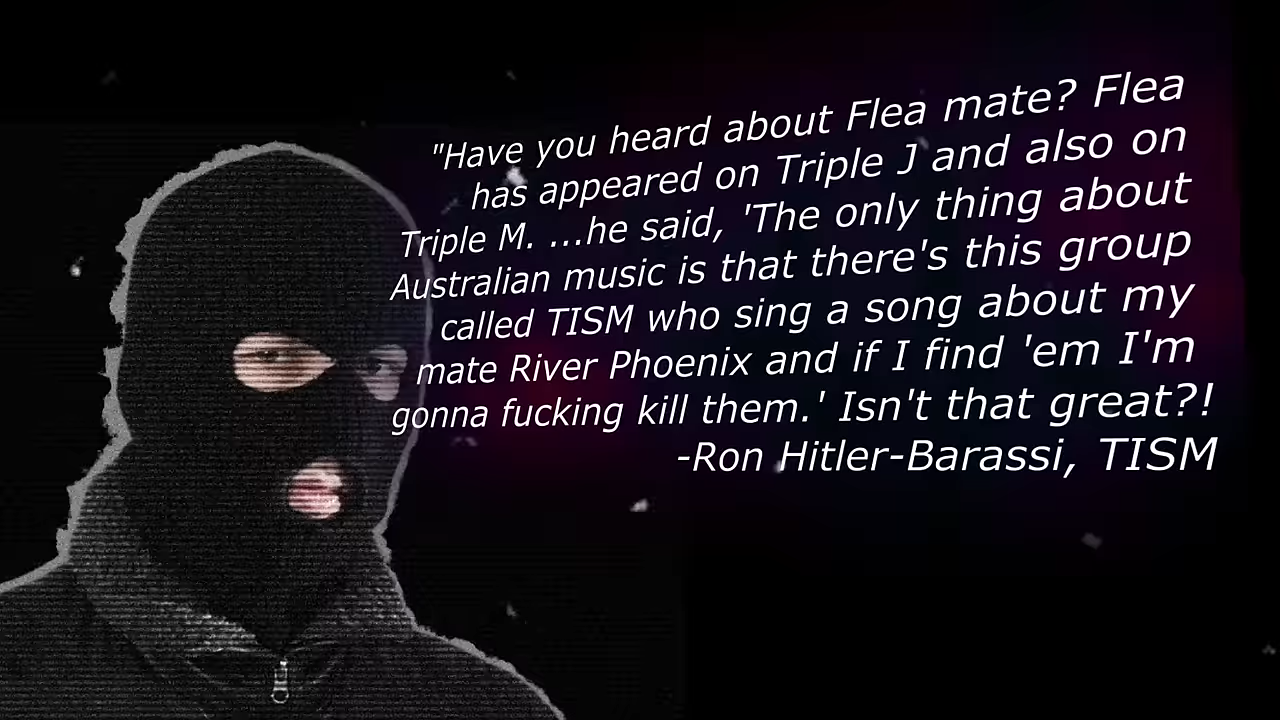 "Have you heard about Flea mate? Flea
has appeared on Triple J and also on
Triple M. ...he said, 'The only thing about
Australian music is that there's this group
called TISM who sing a song about my
mate River Phoenix and if I find 'em I'm
gonna fucking kill them.' Isn't that great?!
-Ron Hitler-Barassi, TISM